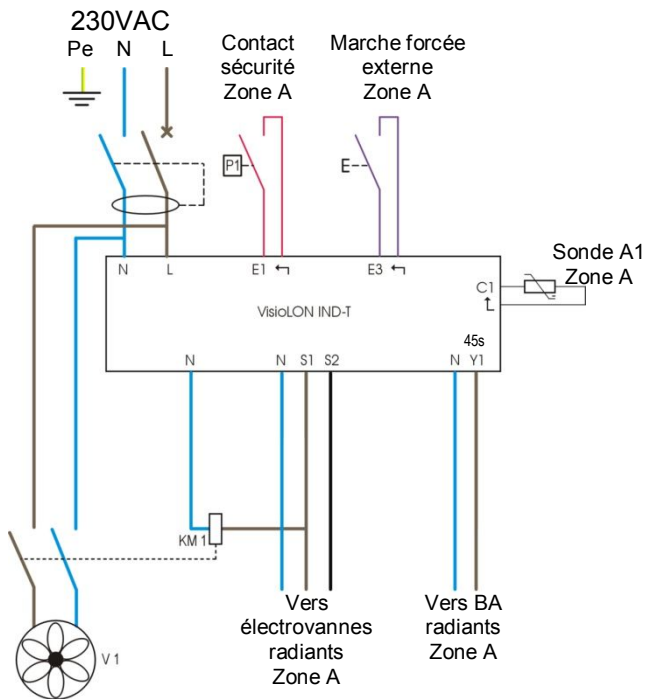 230VAC
Pe N L
Contact
sécurité
Zone A
Marche forcée
externe
Zone A
P1
E
N L E1 E3
C1
Sonde A1
Zone A
VisioLON IND-T
45s
N N S1 S2 N Y1
KM 1
V 1
Vers
électrovannes
radiants
Zone A
Vers BA
radiants
Zone A